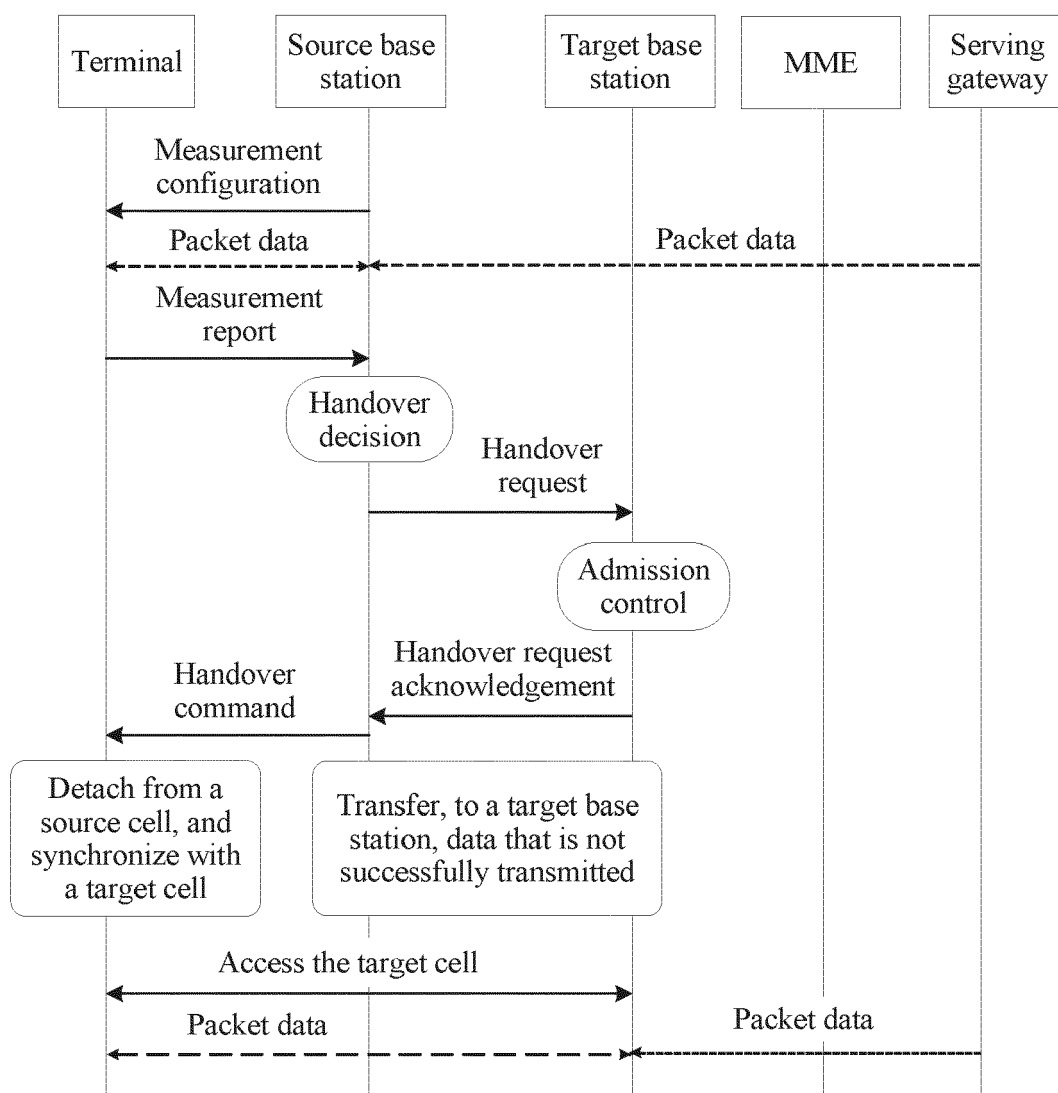 Terminal
Source base
station
Target base
station
MME
Serving
gateway
Measurement
configuration
Packet data
Packet data
Measurement
report
Handover
decision
Handover
request
Admission
control
Handover request
acknowledgement
Handover
command
Detach from a
source cell, and
synchronize with
a target cell
Transfer, to a target base
station, data that is not
successfully transmitted
Access the target cell
Packet data
Packet data